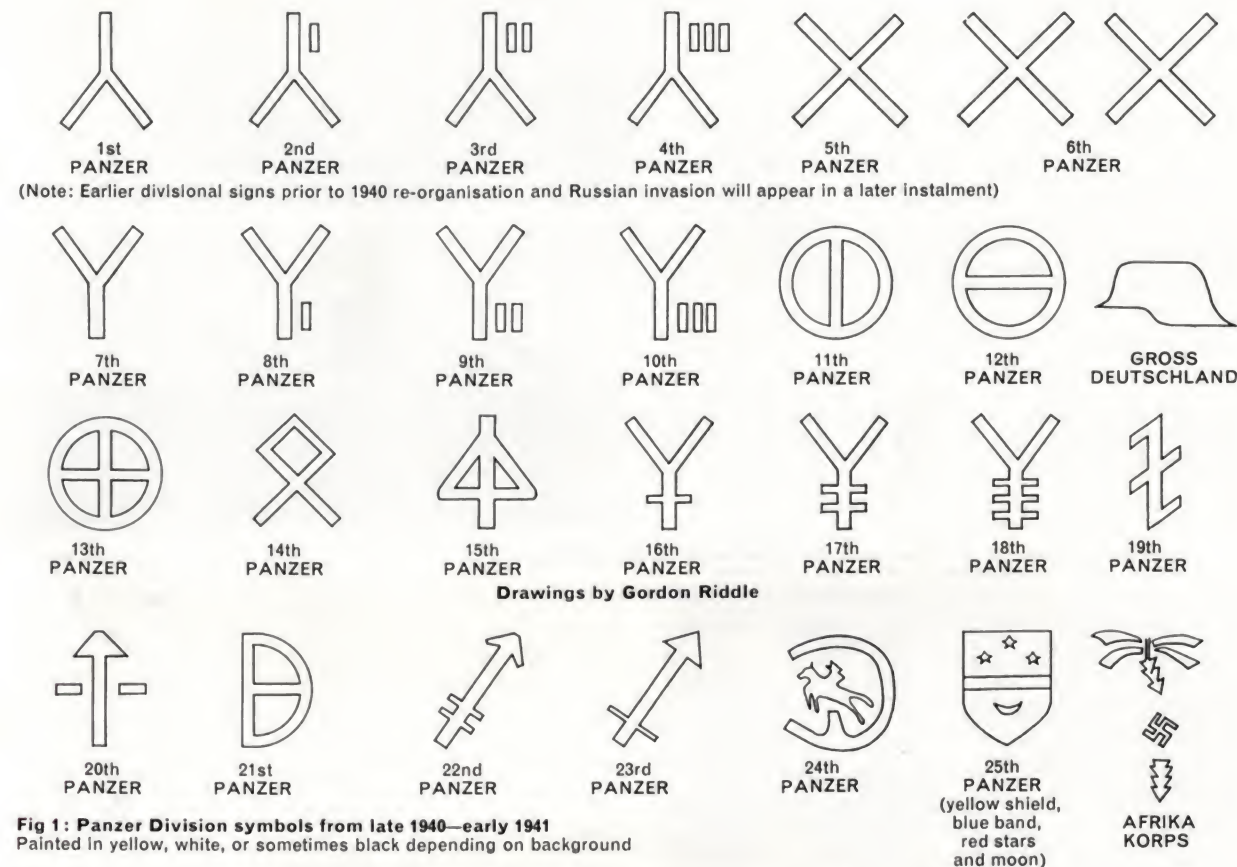 1st
PANZER
2nd
PANZER
3rd
PANZER
4th
PANZER
5th
PANZER
6th
PANZER
(Note: Earlier divisional signs prior to 1940 re-organisation and Russian invasion will appear in a later instalment)
7th
PANZER
8th
PANZER
9th
PANZER
10th
PANZER
11th
PANZER
12th
PANZER
GROSS
DEUTSCHLAND
13th
PANZER
14th
PANZER
15th
PANZER
16th
PANZER
17th
PANZER
18th
PANZER
19th
PANZER
Drawings by Gordon Riddle
20th
PANZER
21st
PANZER
22nd
PANZER
23rd
PANZER
24th
PANZER
25th
PANZER
(yellow shield,
blue band,
red stars
and moon)
AFRIKA
KORPS
Fig 1: Panzer Division symbols from late 1940—early 1941
Painted in yellow, white, or sometimes black depending on background